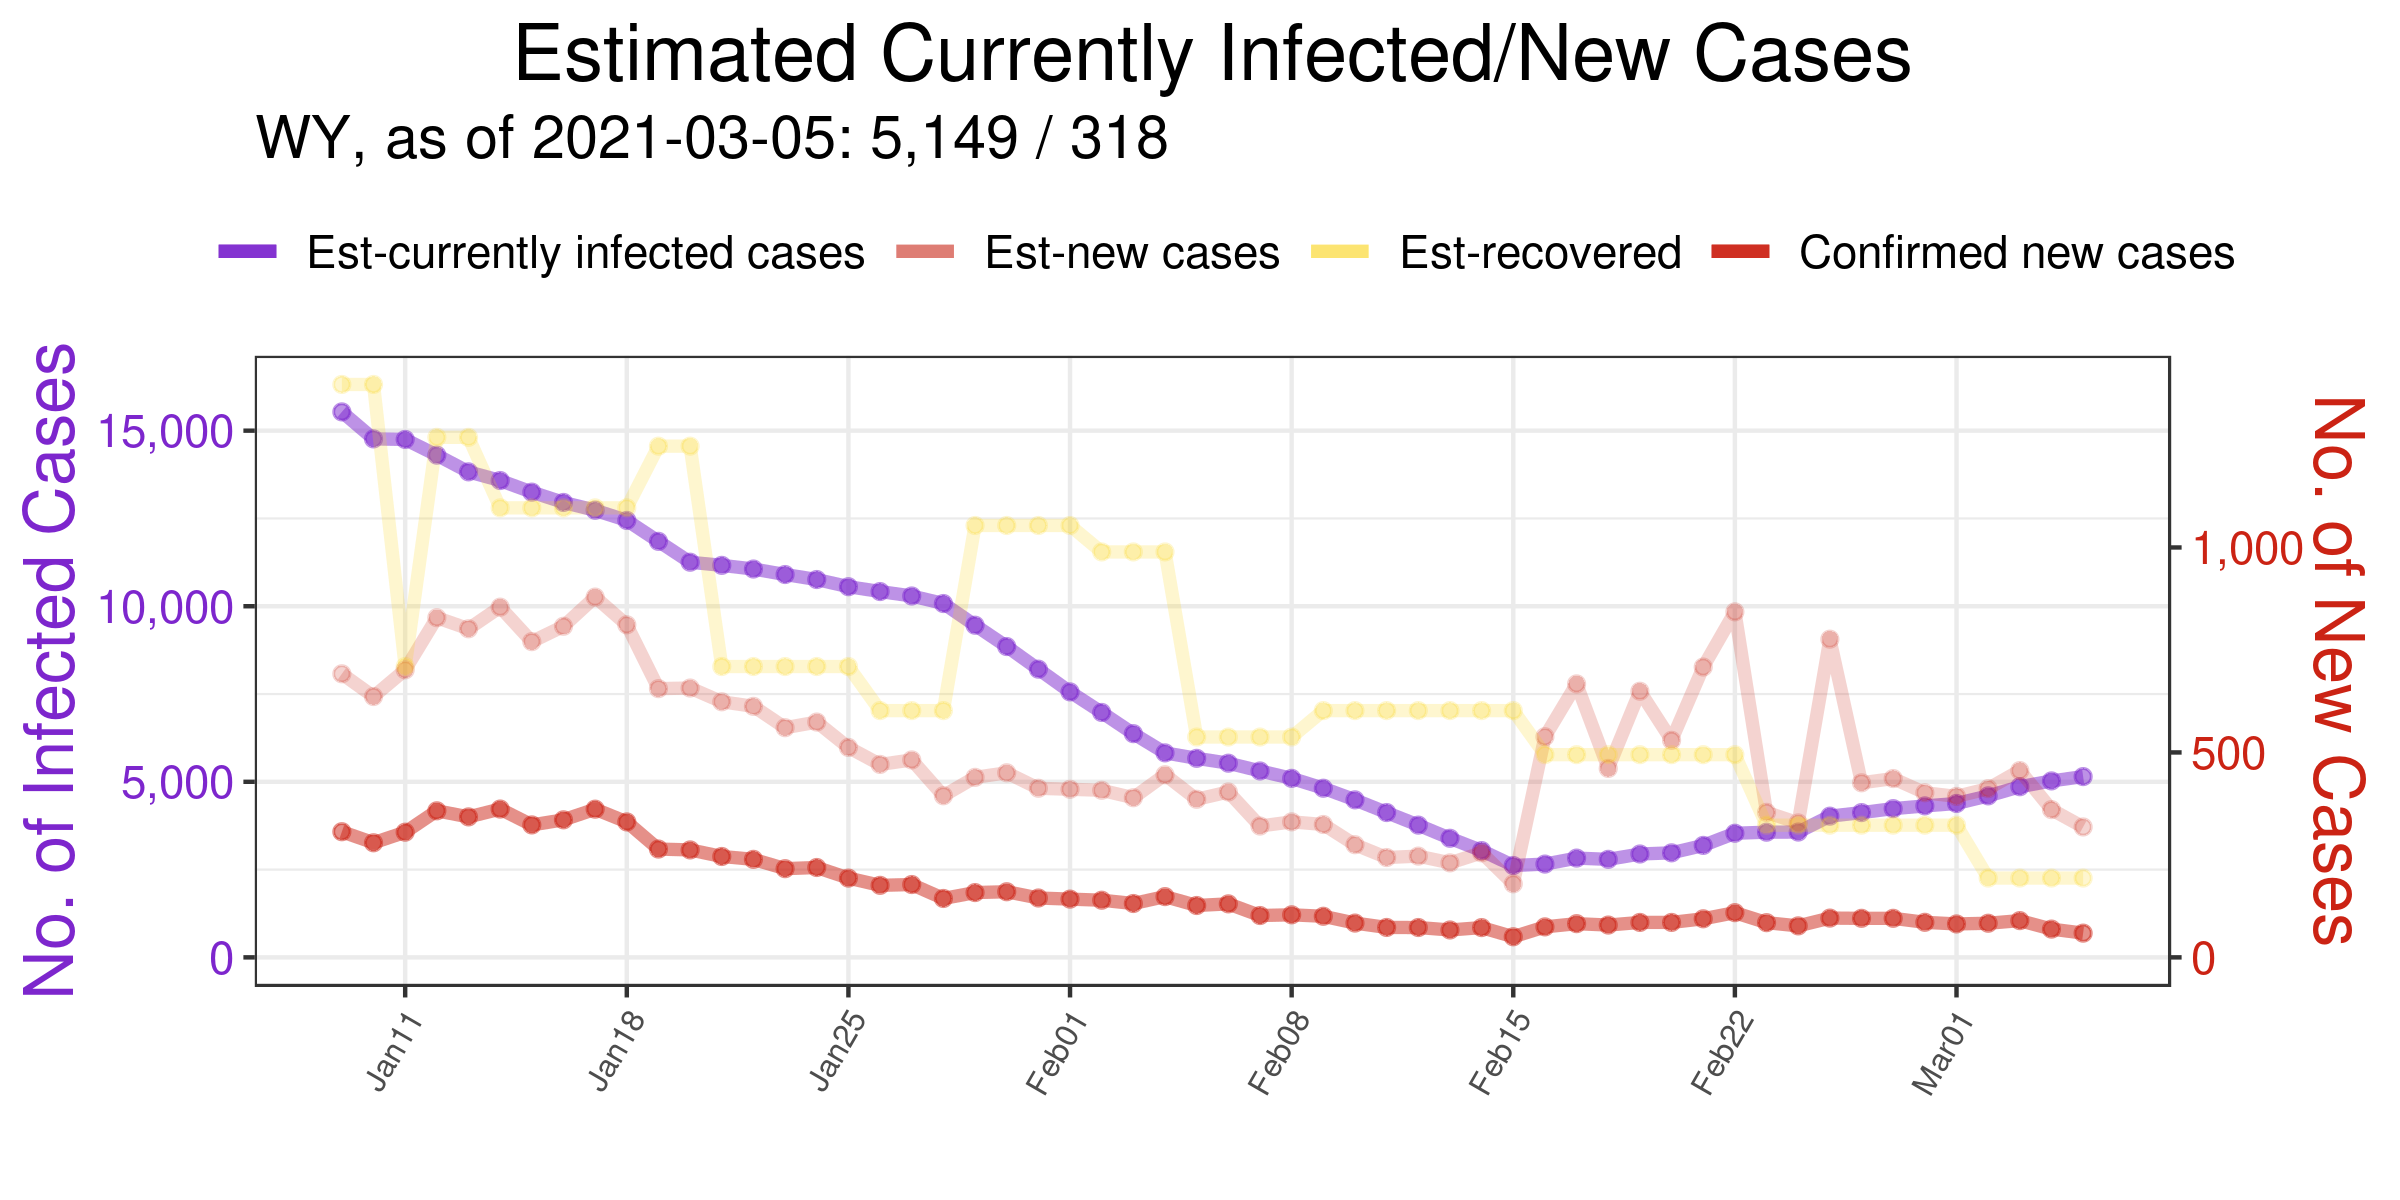 Estimated Currently Infected/New Cases
WY, as of 2021-03-05: 5,149 / 318
Est-currently infected cases
Est-new cases
Est-recovered
Confirmed new cases
No. of Infected Cases
15,000
10,000
5,000
0
1,000
500
0
No. of New Cases
Jan11
Jan18
Jan25
Feb01
Feb08
Feb15
Feb22
Mar01